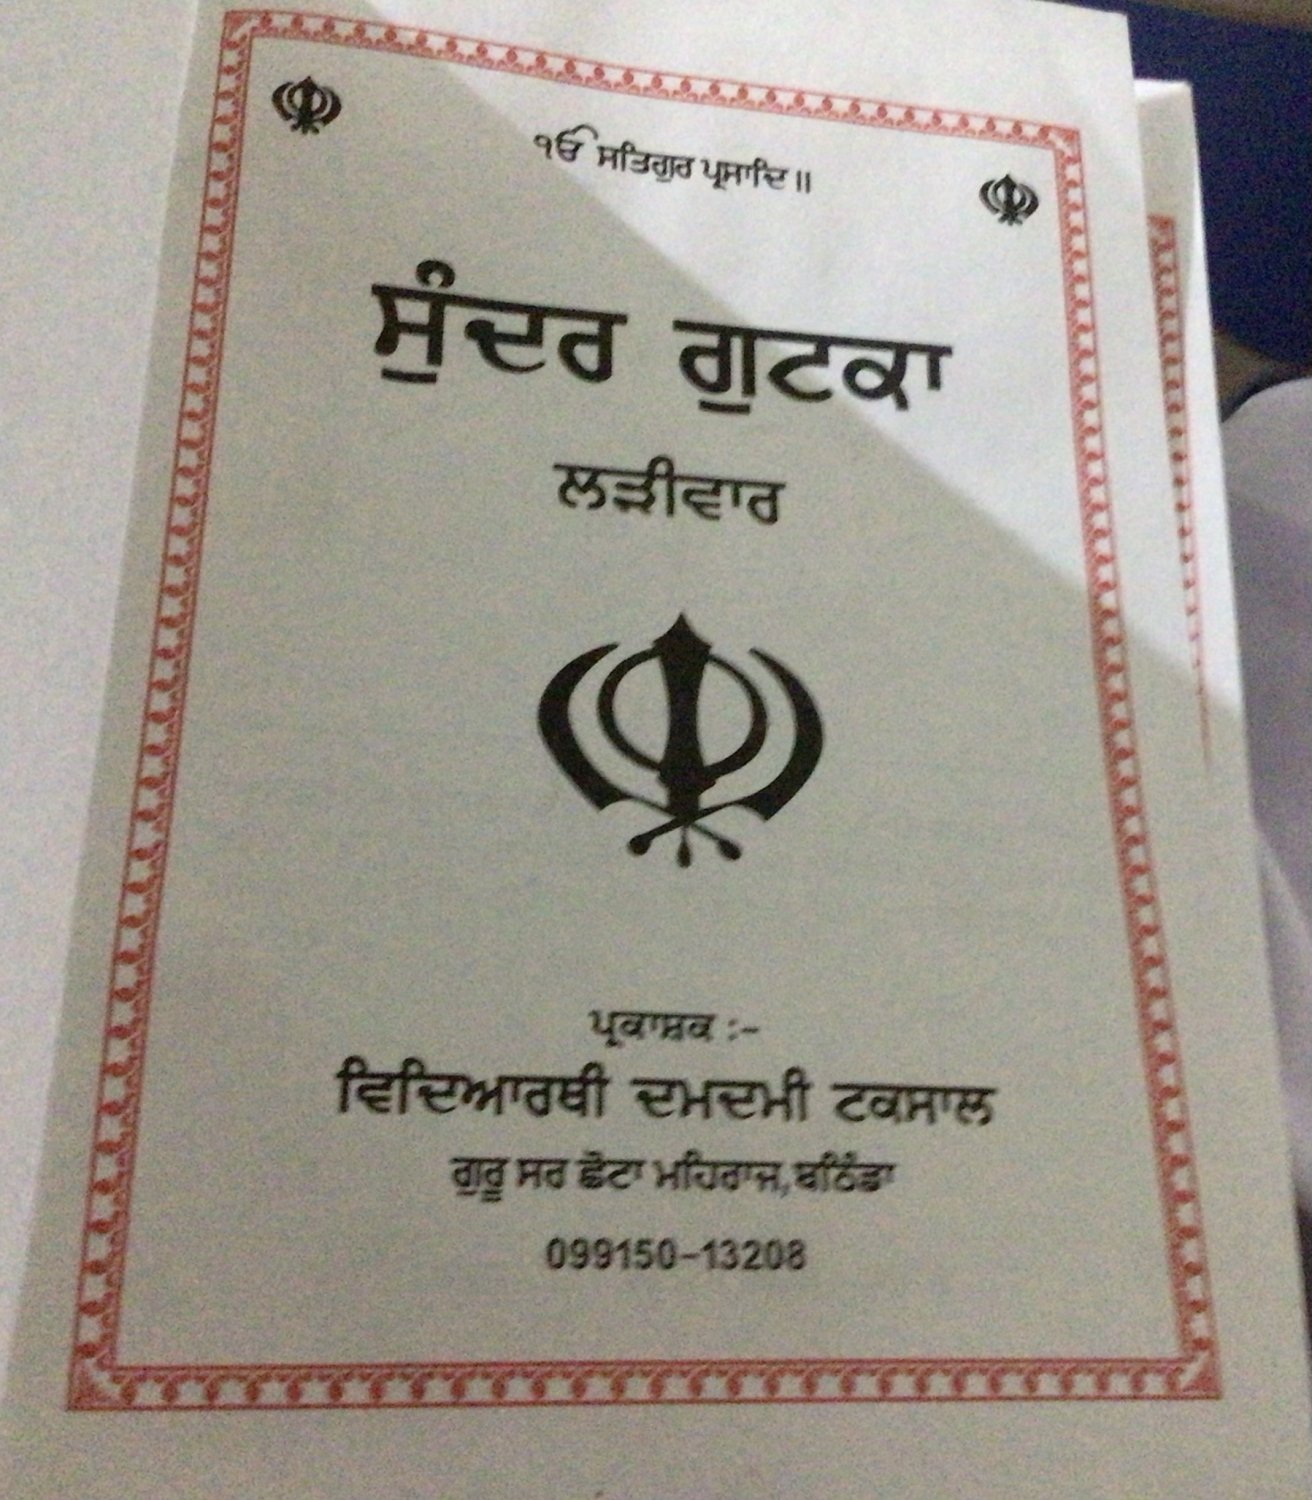 ੴ ਸਤਿਗੁਰ ਪ੍ਰਸਾਦਿ॥
ਸੁੰਦਰ ਗੁਟਕਾ
ਲੜੀਵਾਰ
ਪ੍ਰਕਾਸ਼ਕ :-
ਵਿਦਿਆਰਥੀ ਦਮਦਮੀ ਟਕਸਾਲ
ਗੁਰੂ ਸਰ ਛੋਟਾ ਮਹਿਰਾਜ,ਬਠਿੰਡਾ
099150-13208